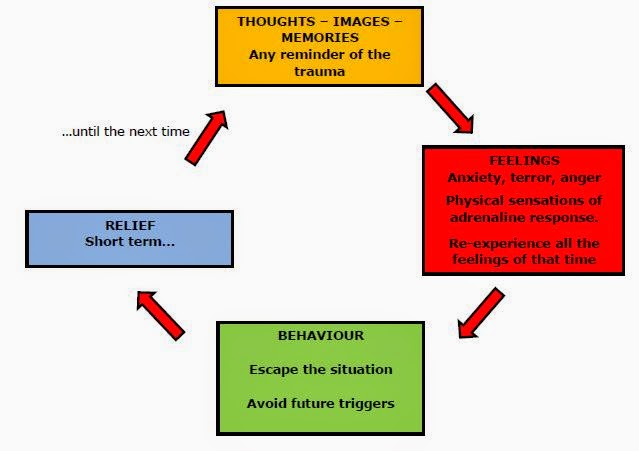 THOUGHTS – IMAGES –
MEMORIES
Any reminder of the
trauma
...until the next time
FEELINGS
Anxiety, terror, anger
Physical sensations of
adrenaline response.
Re-experience all the
feelings of that time
RELIEF
Short term...
BEHAVIOUR
Escape the situation
Avoid future triggers